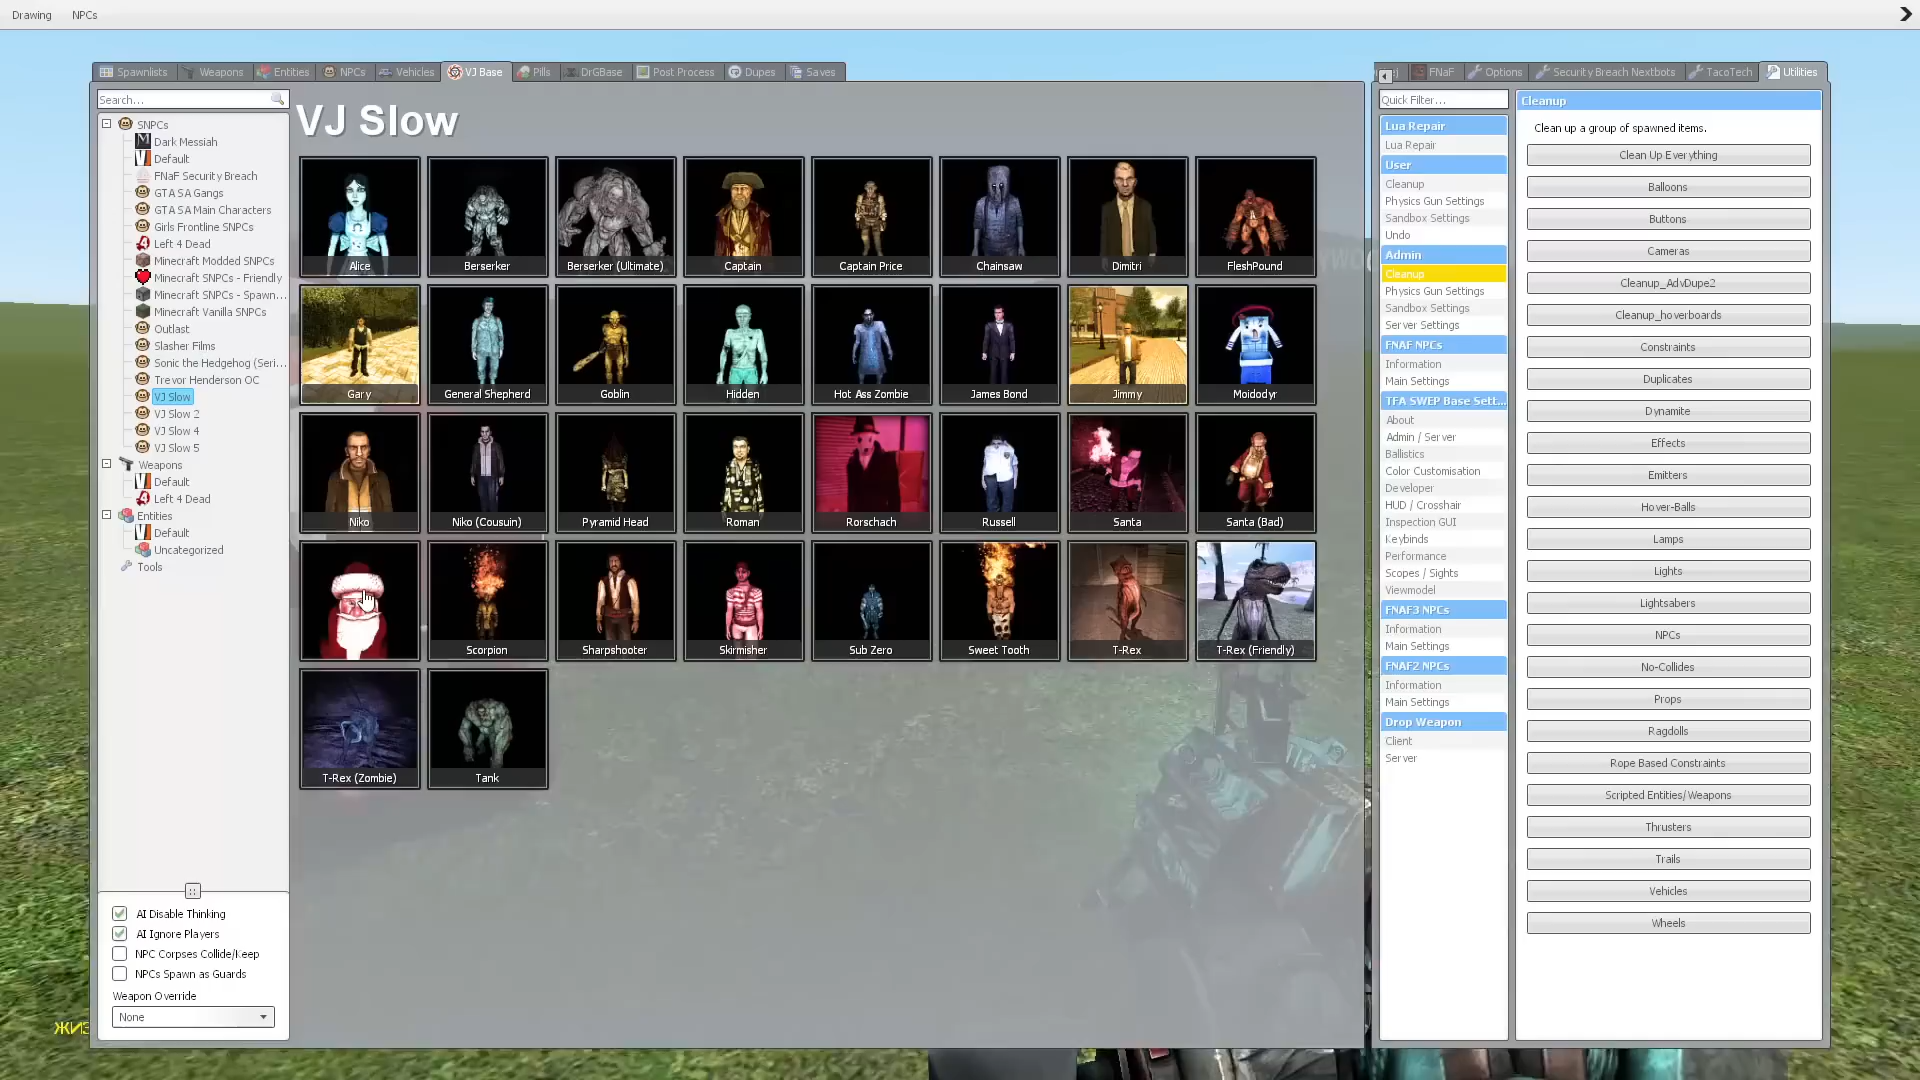 Drawing
NPCs
Spawnlists
Weapons
Entities
NPCs
Vehicles
VJ Base
Pills
DrGBase
Post Process
Dupes
Saves
FNaF
Options
Security Breach Nextbots
TacoTech
Utilities
Search...
SNPCs
Dark Messiah
Default
FNaF Security Breach
GTA SA Gangs
GTA SA Main Characters
Girls Frontline SNPCs
Left 4 Dead
Minecraft Modded SNPCs
Minecraft SNPCs - Friendly
Minecraft SNPCs - Spawn...
Minecraft Vanilla SNPCs
Outlast
Slasher Films
Sonic the Hedgehog (Seri...
Trevor Henderson OC
VJ Slow
VJ Slow 2
VJ Slow 4
VJ Slow 5
Weapons
Default
Left 4 Dead
Entities
Default
Uncategorized
Tools
AI Disable Thinking
AI Ignore Players
NPC Corpses Collide/Keep
NPCs Spawn as Guards
Weapon Override
None
VJ Slow
Alice
Berserker
Berserker (Ultimate)
Captain
Captain Price
Chainsaw
Dimitri
FleshPound
Gary
General Shepherd
Goblin
Hidden
Hot Ass Zombie
James Bond
Jimmy
Moidodyr
Niko
Niko (Cousuin)
Pyramid Head
Roman
Rorschach
Russell
Santa
Santa (Bad)
Scorpion
Sharpshooter
Skirmisher
Sub Zero
Sweet Tooth
T-Rex
T-Rex (Friendly)
T-Rex (Zombie)
Tank
Quick Filter...
Lua Repair
Lua Repair
User
Cleanup
Physics Gun Settings
Sandbox Settings
Undo
Admin
Cleanup
Physics Gun Settings
Sandbox Settings
Server Settings
FNAF NPCs
Information
Main Settings
TFA SWEP Base Sett...
About
Admin / Server
Ballistics
Color Customisation
Developer
HUD / Crosshair
Inspection GUI
Keybinds
Performance
Scopes / Sights
Viewmodel
FNAF3 NPCs
Information
Main Settings
FNAF2 NPCs
Information
Main Settings
Drop Weapon
Client
Server
Cleanup
Clean up a group of spawned items.
Clean Up Everything
Balloons
Buttons
Cameras
Cleanup_AdvDupe2
Cleanup_hoverboards
Constraints
Duplicates
Dynamite
Effects
Emitters
Hover-Balls
Lamps
Lights
Lightsabers
NPCs
No-Collides
Props
Ragdolls
Rope Based Constraints
Scripted Entities/Weapons
Thrusters
Trails
Vehicles
Wheels